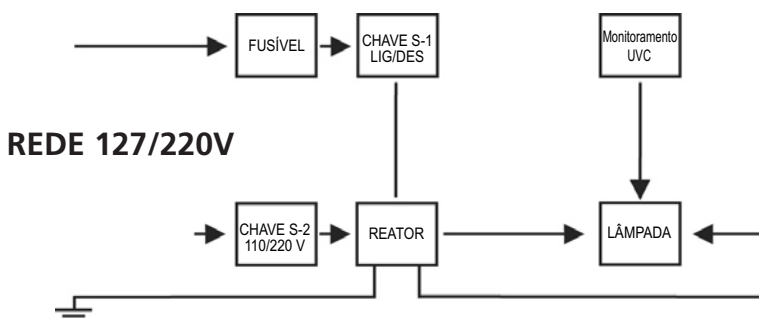 FUSÍVEL
CHAVE S-1
LIG/DES
Monitoramento
UVC
REDE 127/220V
CHAVE S-2
110/220 V
REATOR
LÂMPADA